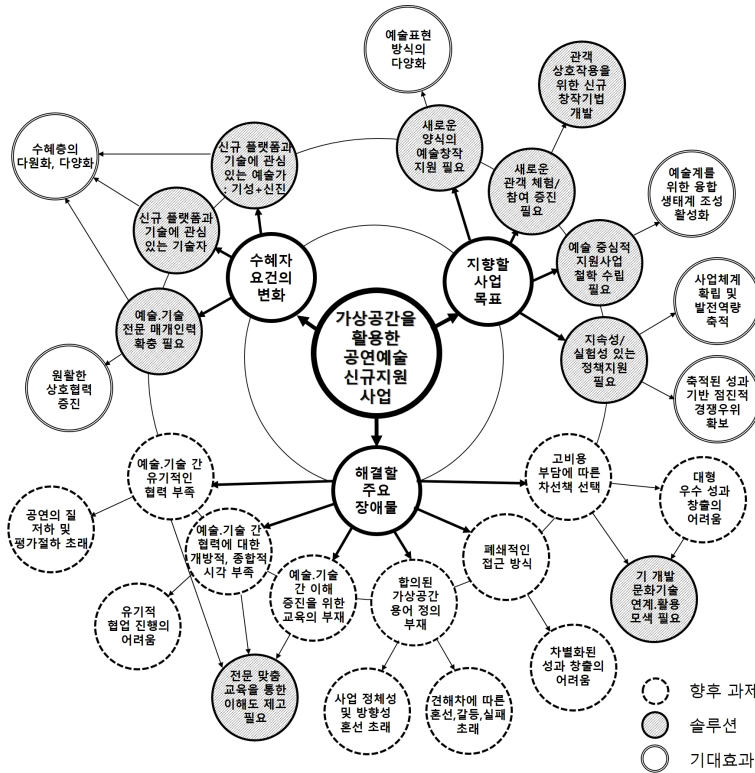 예술표현
방식의
다양화
관객
상호작용을
위한 신규
창작기법
개발
수혜층의
다원화, 다양화
신규 플랫폼과
기술에 관심
있는 예술가
: 기성+신진
새로운
양식의
예술창작
지원 필요
새로운
관객 체험/
참여 증진
필요
예술계를
위한 융합
생태계 조성
활성화
신규 플랫폼과
기술에 관심
있는 기술자
수혜자
요건의
변화
지향할
사업
목표
예술 중심적
지원사업
철학 수립
필요
사업체계
확립 및
발전역량
축적
예술.기술
전문 매개인력
확충 필요
가상공간을
활용한
공연예술
신규지원
사업
지속성/
실험성 있는
정책지원
필요
원활한
상호협력
증진
축적된 성과
기반 점진적
경쟁우위
확보
예술.기술 간
유기적인
협력 부족
해결할
주요
장애물
고비용
부담에 따른
차선책 선택
대형
우수 성과
창출의
어려움
공연의 질
저하 및
평가절하 초래
예술.기술 간
협력에 대한
개방적, 종합적
시각 부족
예술.기술
간 이해
증진을 위한
교육의 부재
합의된
가상공간
용어 정의
부재
폐쇄적인
접근 방식
기 개발
문화기술
연계.활용
모색 필요
유기적
협업 진행의
어려움
전문 맞춤
교육을 통한
이해도 제고
필요
사업 정체성
및 방향성
혼선 초래
견해차에 따른
혼선,갈등,실패
초래
차별화된
성과 창출의
어려움
향후 과제
솔루션
기대효과